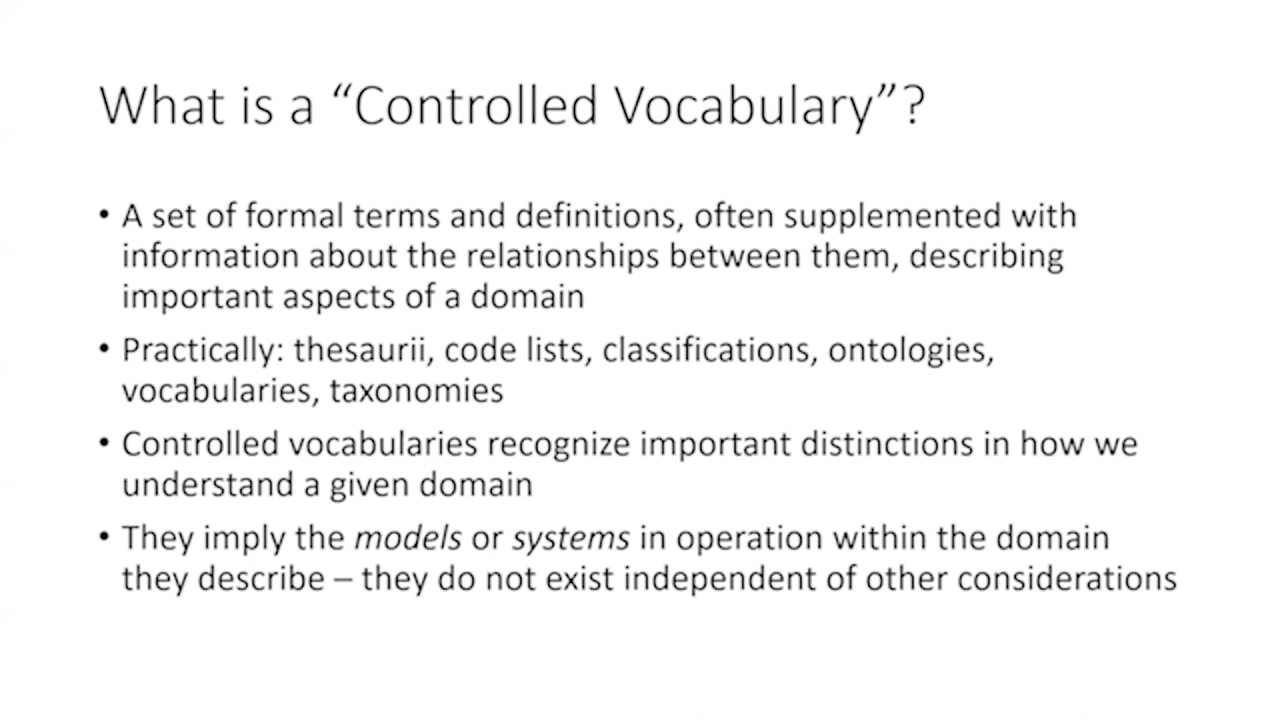 What is a “Controlled Vocabulary”?
• A set of formal terms and definitions, often supplemented with
information about the relationships between them, describing
important aspects of a domain
• Practically: thesaurii, code lists, classifications, ontologies,
vocabularies, taxonomies
• Controlled vocabularies recognize important distinctions in how we
understand a given domain
• They imply the models or systems in operation within the domain
they describe – they do not exist independent of other considerations